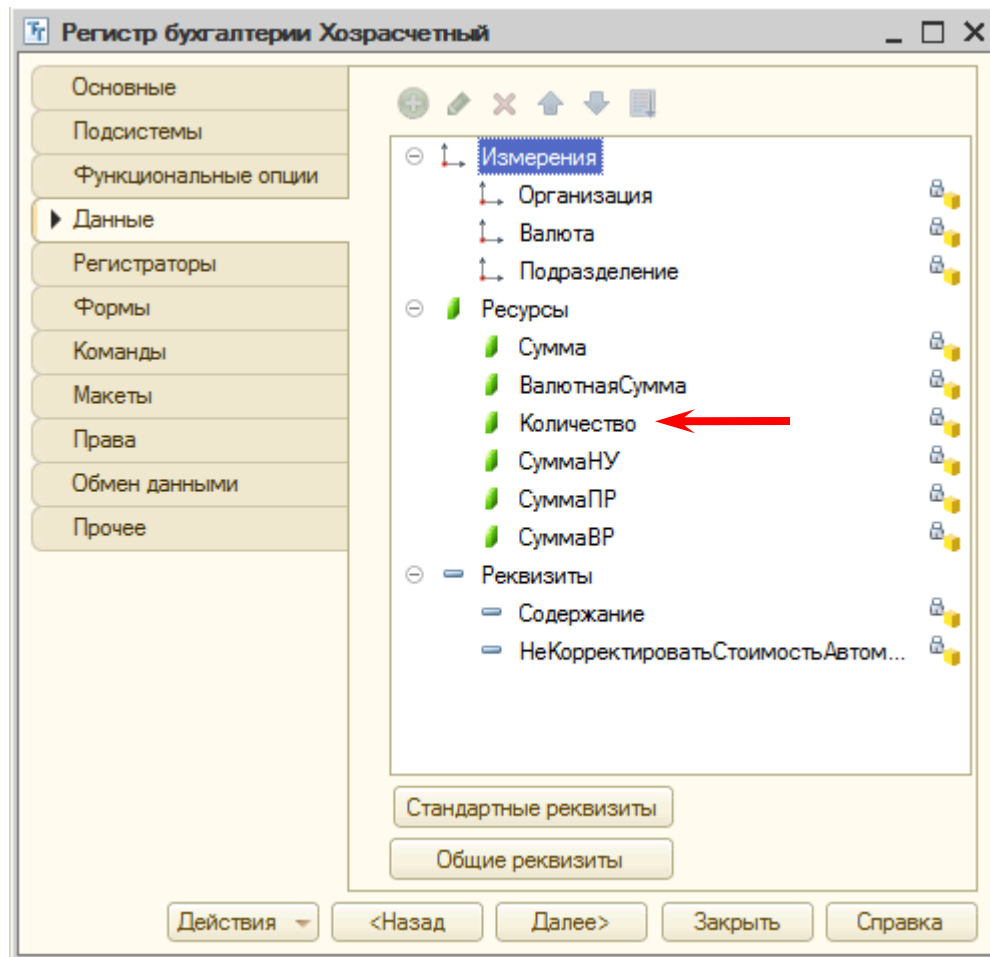 Регистр бухгалтерии Хозрасчетный
Основные
Подсистемы
Функциональные опции
Данные
Регистраторы
Формы
Команды
Макеты
Права
Обмен данными
Прочее
Измерения
Организация
Валюта
Подразделение
Ресурсы
Сумма
ВалютнаяСумма
Количество
СуммаНУ
СуммаПР
СуммаВР
Реквизиты
Содержание
НеКорректироватьСтоимостьАвтом...
Стандартные реквизиты
Общие реквизиты
Действия <Назад Далее> Закрыть Справка